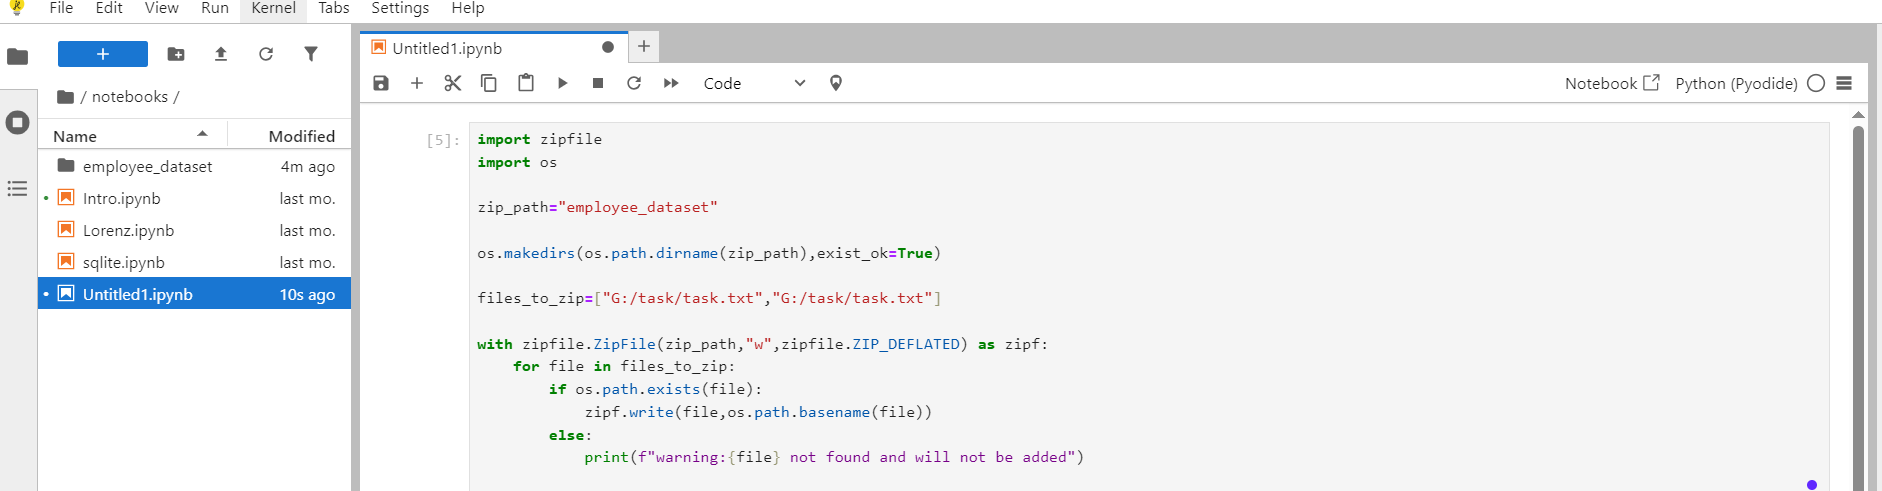 File Edit View Run Kernel Tabs Settings Help
Untitled1.ipynb
Code
Notebook Python (Pyodide)
/ notebooks /
Name Modified
employee_dataset 4m ago
Intro.ipynb last mo.
Lorenz.ipynb last mo.
sqlite.ipynb last mo.
Untitled1.ipynb 10s ago
[5]:
import zipfile
import os
zip_path="employee_dataset"
os.makedirs(os.path.dirname(zip_path),exist_ok=True)
files_to_zip=["G:/task/task.txt","G:/task/task.txt"]
with zipfile.ZipFile(zip_path,"w",zipfile.ZIP_DEFLATED) as zipf:
    for file in files_to_zip:
        if os.path.exists(file):
            zipf.write(file,os.path.basename(file))
        else:
            print(f"warning:{file} not found and will not be added")